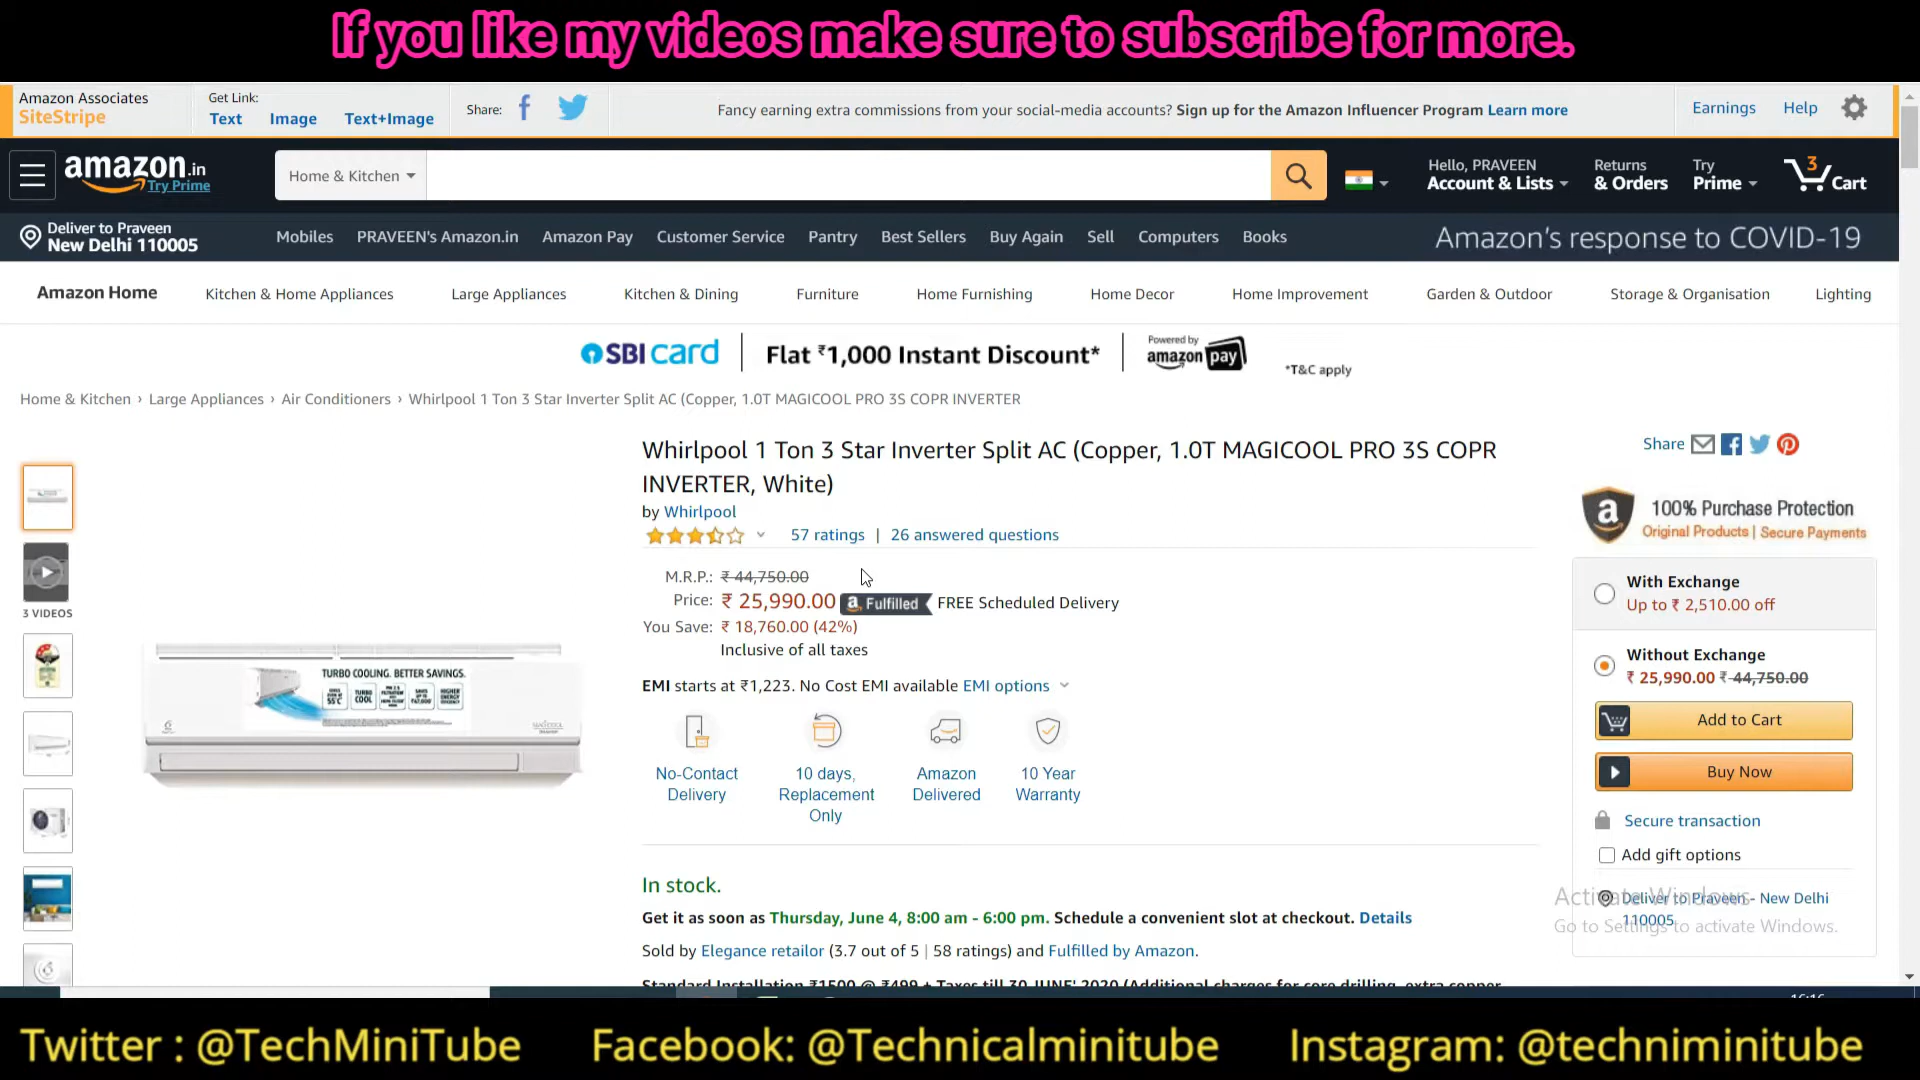 If you like my videos make sure to subscribe for more.
Amazon Associates
SiteStripe
Get Link:
Text Image Text+Image
Share:
Fancy earning extra commissions from your social-media accounts? Sign up for the Amazon Influencer Program Learn more
Earnings Help
amazon.in
Try Prime
Home & Kitchen
Hello, PRAVEEN
Account & Lists
Returns
& Orders
Try
Prime
3
Cart
Deliver to Praveen
New Delhi 110005
Mobiles PRAVEEN's Amazon.in Amazon Pay Customer Service Pantry Best Sellers Buy Again Sell Computers Books
Amazon's response to COVID-19
Amazon Home Kitchen & Home Appliances Large Appliances Kitchen & Dining Furniture Home Furnishing Home Decor Home Improvement Garden & Outdoor Storage & Organisation Lighting
SBI card Flat ₹1,000 Instant Discount*
Powered by
amazon pay
*T&C apply
Home & Kitchen › Large Appliances › Air Conditioners › Whirlpool 1 Ton 3 Star Inverter Split AC (Copper, 1.0T MAGICOOL PRO 3S COPR INVERTER
3 VIDEOS
TURBO COOLING. BETTER SAVINGS.
Whirlpool 1 Ton 3 Star Inverter Split AC (Copper, 1.0T MAGICOOL PRO 3S COPR
INVERTER, White)
by Whirlpool
57 ratings | 26 answered questions
M.R.P.: ₹ 44,750.00
Price: ₹ 25,990.00 a Fulfilled FREE Scheduled Delivery
You Save: ₹ 18,760.00 (42%)
Inclusive of all taxes
EMI starts at ₹1,223. No Cost EMI available EMI options
No-Contact
Delivery
10 days,
Replacement
Only
Amazon
Delivered
10 Year
Warranty
In stock.
Get it as soon as Thursday, June 4, 8:00 am - 6:00 pm. Schedule a convenient slot at checkout. Details
Sold by Elegance retailor (3.7 out of 5 | 58 ratings) and Fulfilled by Amazon.
Standard Installation ₹1500 @ ₹499 + Taxes till 30 JUNE' 2020 (Additional charges for core drilling, extra copper
Share
100% Purchase Protection
Original Products | Secure Payments
With Exchange
Up to ₹ 2,510.00 off
Without Exchange
₹ 25,990.00 ₹ 44,750.00
Add to Cart
Buy Now
Secure transaction
Add gift options
Deliver to Praveen - New Delhi
110005
Activate Windows
Go to Settings to activate Windows.
Twitter : @TechMiniTube Facebook: @Technicalminitube Instagram: @techniminitube